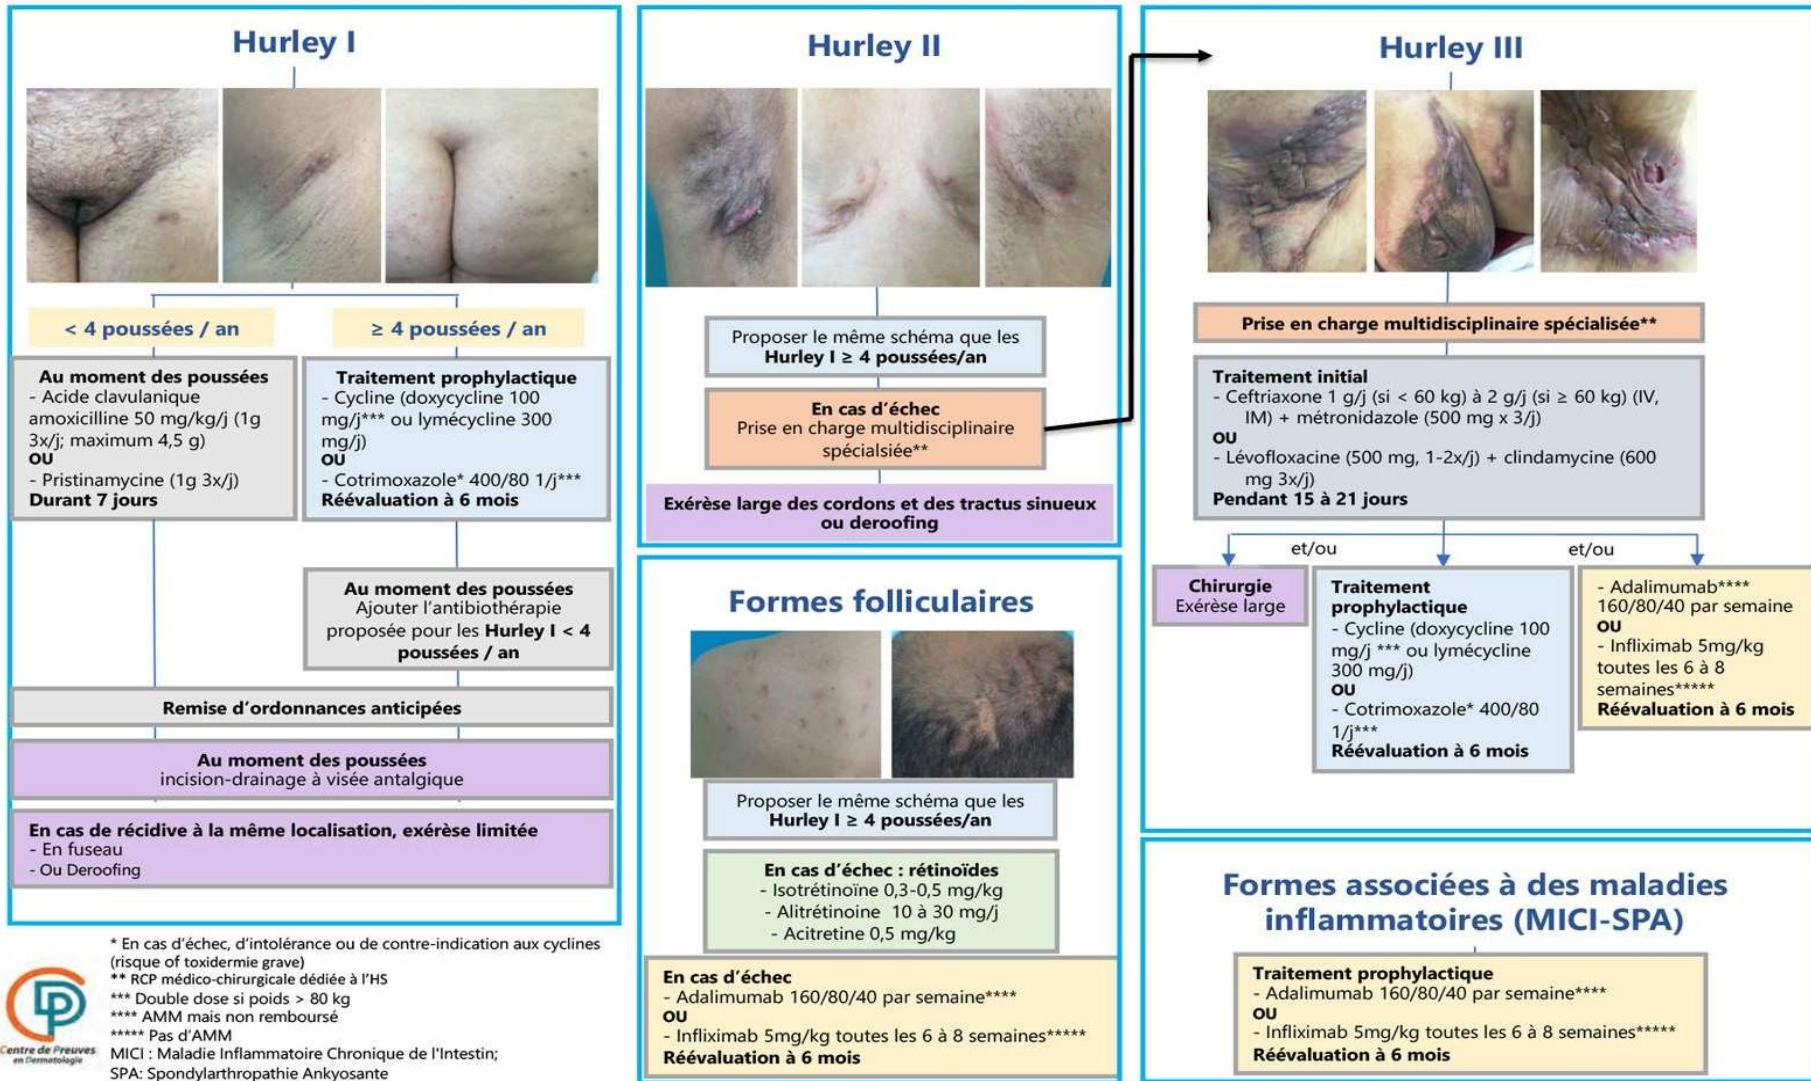 Hurley I
< 4 poussées / an
≥ 4 poussées / an
Au moment des poussées
- Acide clavulanique
amoxicilline 50 mg/kg/j (1g
3x/j; maximum 4,5 g)
OU
- Pristinamycine (1g 3x/j)
Durant 7 jours
Traitement prophylactique
- Cycline (doxycycline 100
mg/j*** ou lymécycline 300
mg/j)
OU
- Cotrimoxazole* 400/80 1/j***
Réévaluation à 6 mois
Au moment des poussées
Ajouter l’antibiothérapie
proposée pour les Hurley I < 4
poussées / an
Remise d’ordonnances anticipées
Au moment des poussées
incision-drainage à visée antalgique
En cas de récidive à la même localisation, exérèse limitée
- En fuseau
- Ou Deroofing
Hurley II
Proposer le même schéma que les
Hurley I ≥ 4 poussées/an
En cas d’échec
Prise en charge multidisciplinaire
spécialsiée**
Exérèse large des cordons et des tractus sinueux
ou deroofing
Formes folliculaires
Proposer le même schéma que les
Hurley I ≥ 4 poussées/an
En cas d’échec : rétinoïdes
- Isotrétinoïne 0,3-0,5 mg/kg
- Alitrétinoine 10 à 30 mg/j
- Acitretine 0,5 mg/kg
En cas d’échec
- Adalimumab 160/80/40 par semaine****
OU
- Infliximab 5mg/kg toutes les 6 à 8 semaines*****
Réévaluation à 6 mois
Hurley III
Prise en charge multidisciplinaire spécialisée**
Traitement initial
- Ceftriaxone 1 g/j (si < 60 kg) à 2 g/j (si ≥ 60 kg) (IV,
IM) + métronidazole (500 mg x 3/j)
OU
- Lévofloxacine (500 mg, 1-2x/j) + clindamycine (600
mg 3x/j)
Pendant 15 à 21 jours
et/ou
et/ou
Chirurgie
Exérèse large
Traitement
prophylactique
- Cycline (doxycycline 100
mg/j *** ou lymécycline
300 mg/j)
OU
- Cotrimoxazole* 400/80
1/j***
Réévaluation à 6 mois
- Adalimumab****
160/80/40 par semaine
OU
- Infliximab 5mg/kg
toutes les 6 à 8
semaines*****
Réévaluation à 6 mois
Formes associées à des maladies
inflammatoires (MICI-SPA)
Traitement prophylactique
- Adalimumab 160/80/40 par semaine****
OU
- Infliximab 5mg/kg toutes les 6 à 8 semaines*****
Réévaluation à 6 mois
* En cas d’échec, d’intolérance ou de contre-indication aux cyclines
(risque of toxidermie grave)
** RCP médico-chirurgicale dédiée à l’HS
*** Double dose si poids > 80 kg
**** AMM mais non remboursé
***** Pas d’AMM
MICI : Maladie Inflammatoire Chronique de l'Intestin;
SPA: Spondylarthropathie Ankyosante
Centre de Preuves
en Dermatologie